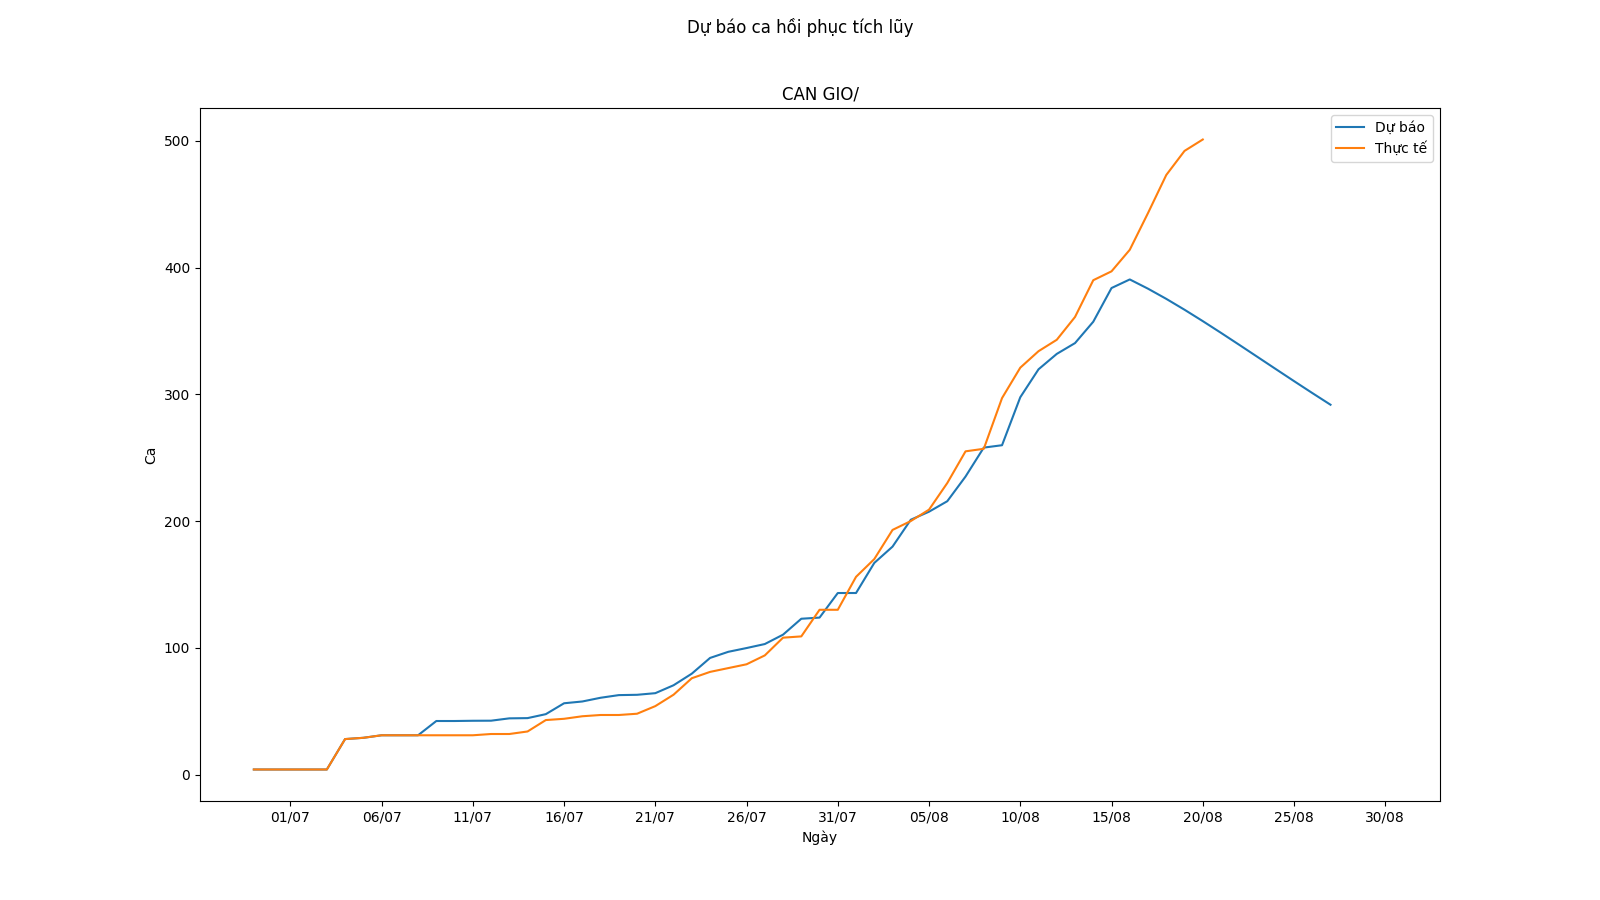 Dự báo ca hồi phục tích lũy
CAN GIO/
Dự báo
Thực tế
500
400
300
200
100
0
Ca
01/07 06/07 11/07 16/07 21/07 26/07 31/07 05/08 10/08 15/08 20/08 25/08 30/08
Ngày